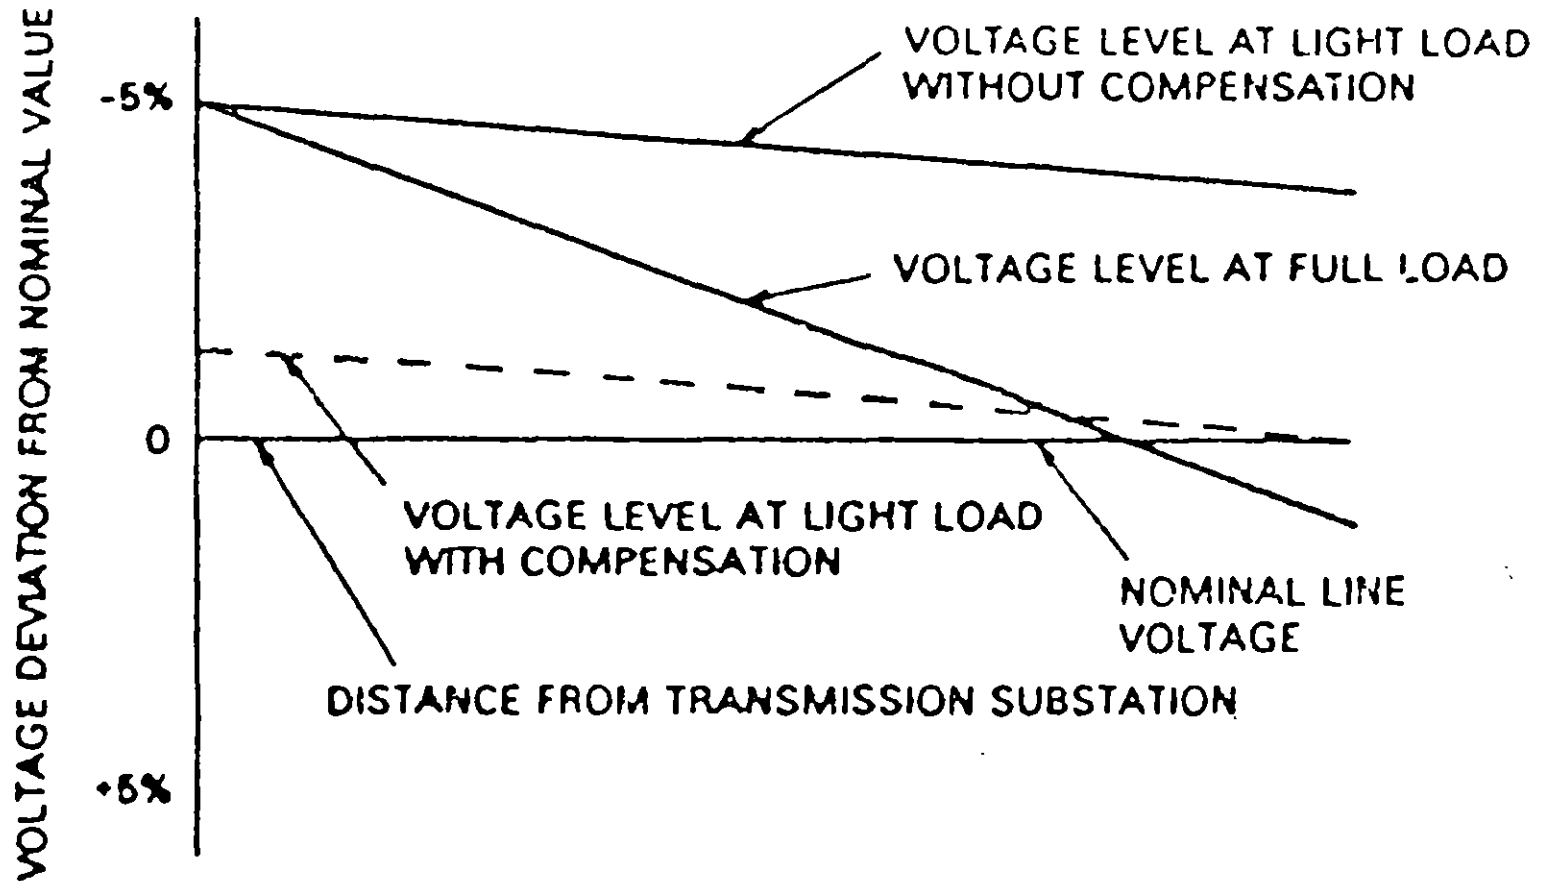 VOLTAGE DEVIATION FROM NOMINAL VALUE
-5%
VOLTAGE LEVEL AT LIGHT LOAD
WITHOUT COMPENSATION
VOLTAGE LEVEL AT FULL LOAD
0
VOLTAGE LEVEL AT LIGHT LOAD
WITH COMPENSATION
NOMINAL LINE
VOLTAGE
DISTANCE FROM TRANSMISSION SUBSTATION
+5%